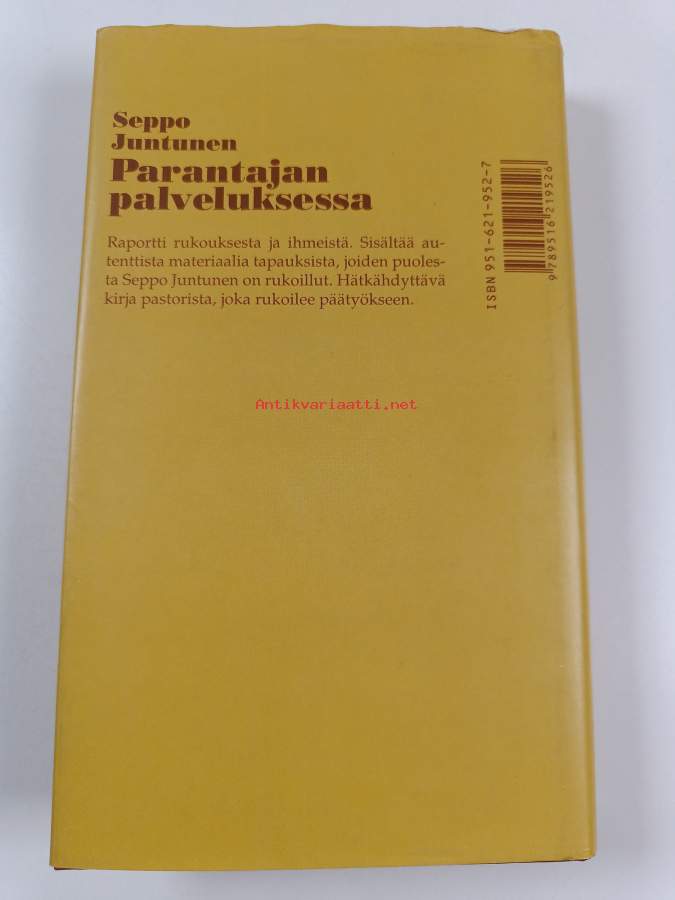 Seppo
Juntunen
Parantajan
palveluksessa
Raportti rukouksesta ja ihmeistä. Sisältää au-
tenttista materiaalia tapauksista, joiden puoles-
ta Seppo Juntunen on rukoillut. Hätkähdyttävä
kirja pastorista, joka rukoilee päätyökseen.
ISBN 951-621-952-7
9 789516 219526
Antikvariaatti.net